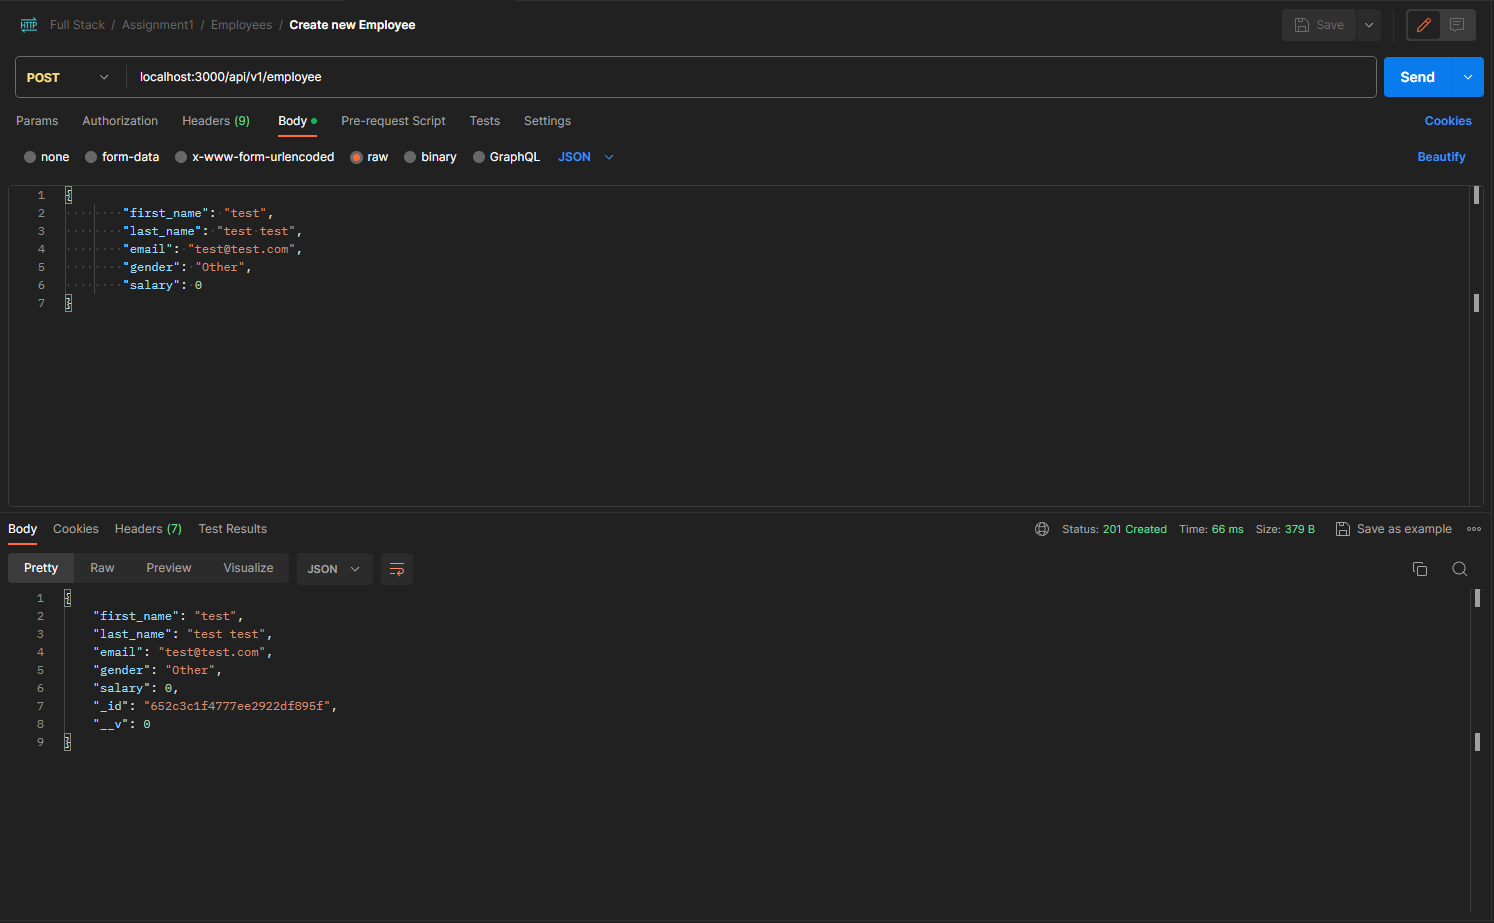 HTTP Full Stack / Assignment1 / Employees / Create new Employee Save
POST localhost:3000/api/v1/employee Send
Params Authorization Headers (9) Body Pre-request Script Tests Settings Cookies
none form-data x-www-form-urlencoded raw binary GraphQL JSON Beautify
1 {
2 "first_name": "test",
3 "last_name": "test test",
4 "email": "test@test.com",
5 "gender": "Other",
6 "salary": 0
7 }
Body Cookies Headers (7) Test Results Status: 201 Created Time: 66 ms Size: 379 B Save as example
Pretty Raw Preview Visualize JSON
1 {
2 "first_name": "test",
3 "last_name": "test test",
4 "email": "test@test.com",
5 "gender": "Other",
6 "salary": 0,
7 "_id": "652c3c1f4777ee2922df895f",
8 "__v": 0
9 }